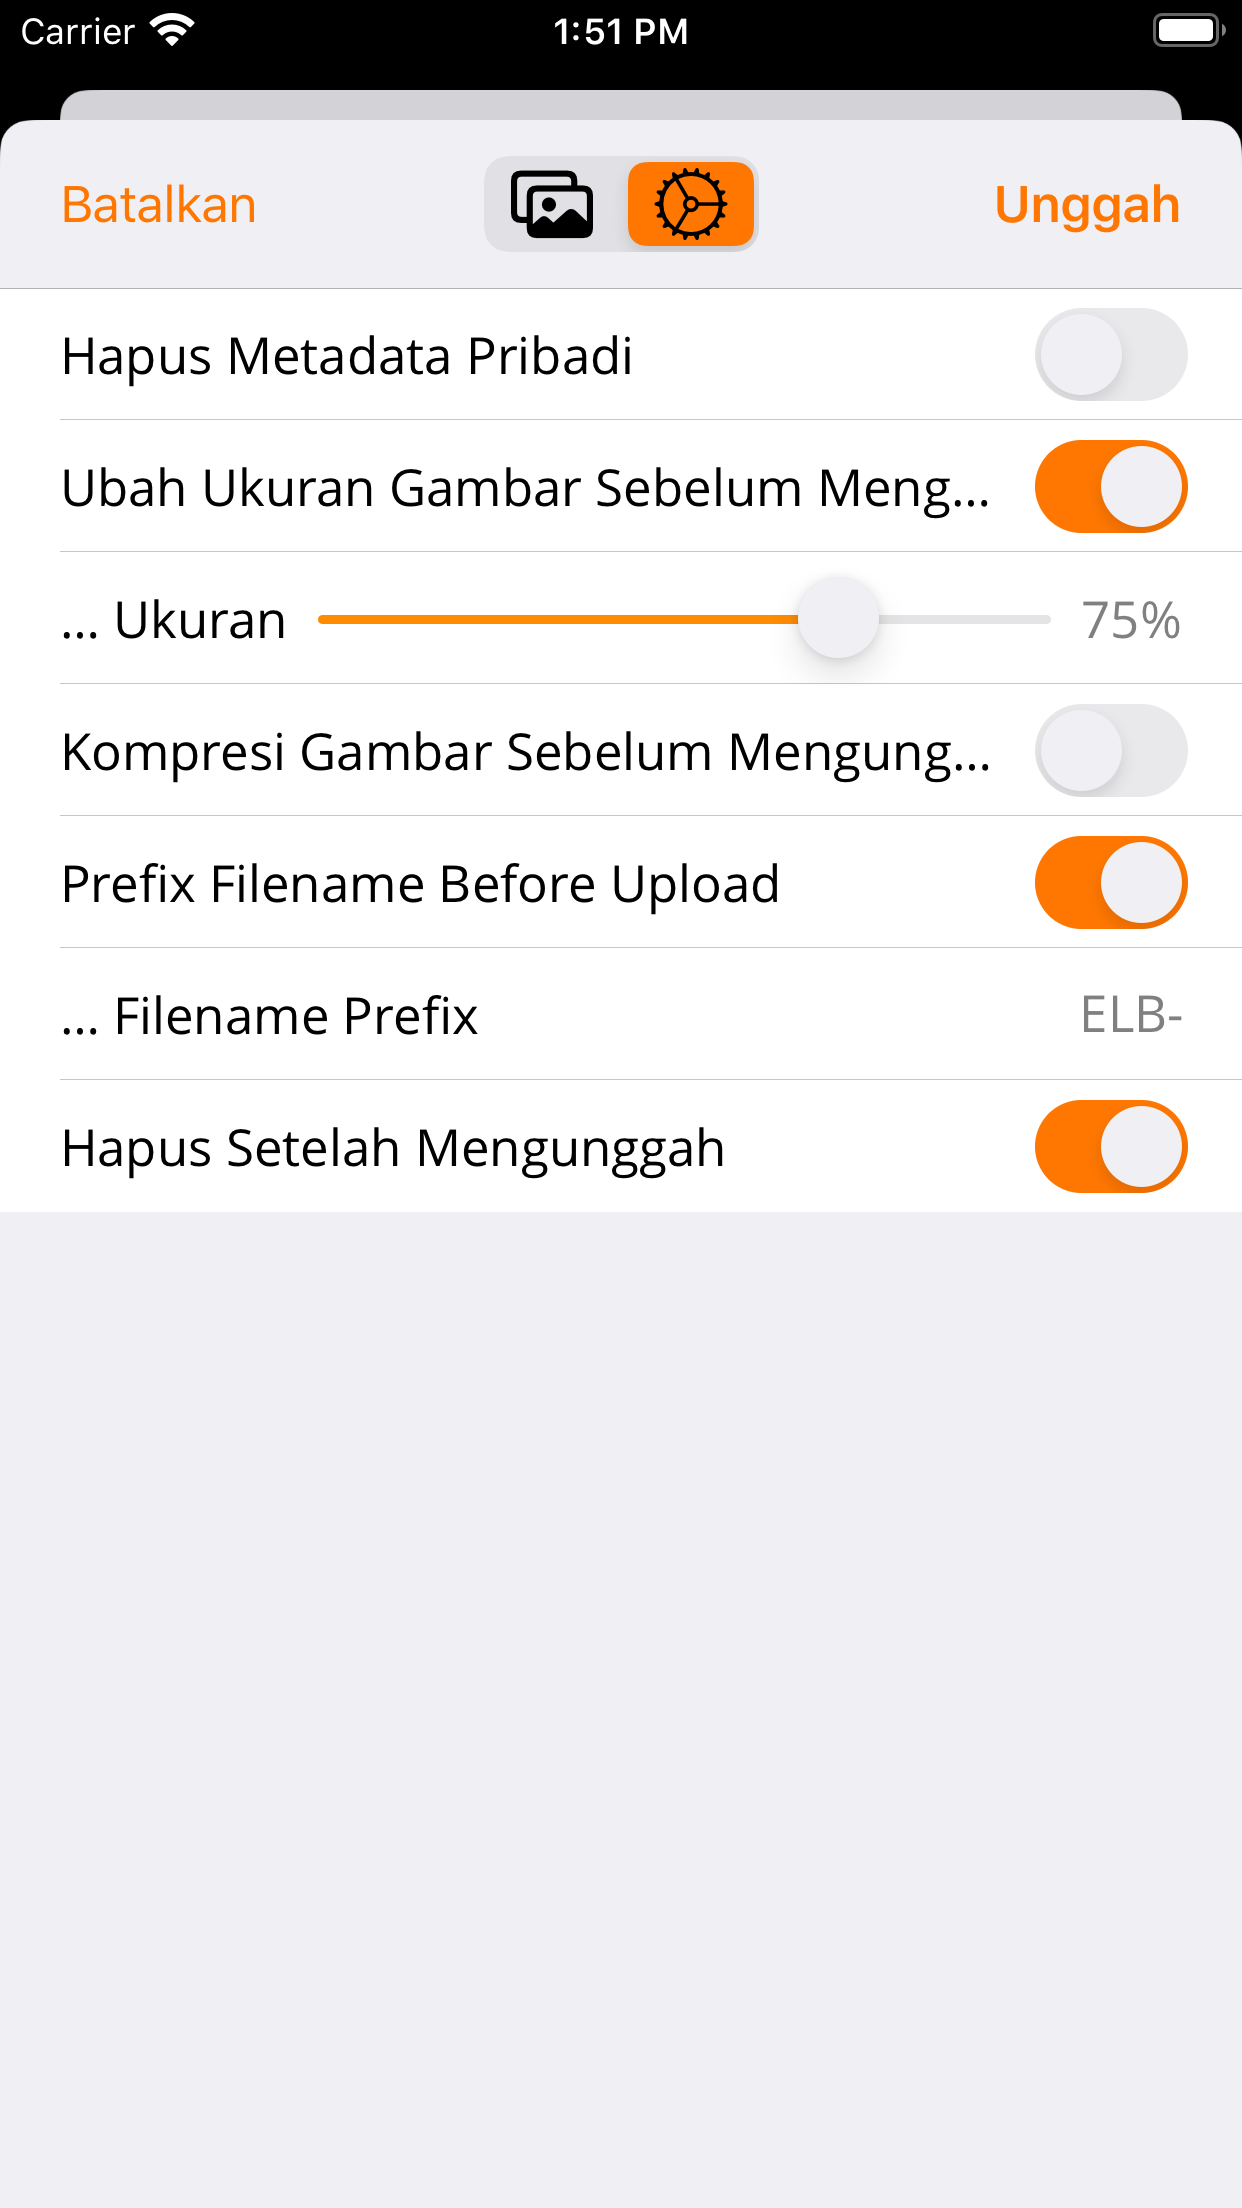 Carrier 1:51 PM
Batalkan Unggah
Hapus Metadata Pribadi
Ubah Ukuran Gambar Sebelum Meng...
... Ukuran 75%
Kompresi Gambar Sebelum Mengung...
Prefix Filename Before Upload
... Filename Prefix ELB-
Hapus Setelah Mengunggah